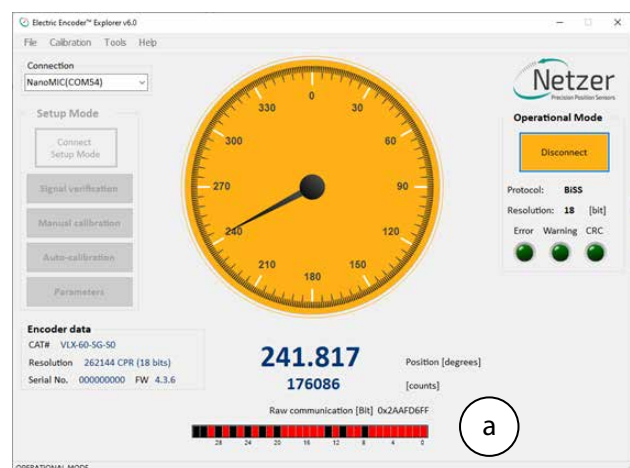 Electric Encoder™ Explorer v6.0
File Calibration Tools Help
Connection
NanoMIC(COM54)
Setup Mode
Connect
Setup Mode
Signal verification
Manual calibration
Auto-calibration
Parameters
0
30
60
90
120
150
180
210
240
270
300
330
Netzer
Precision Position Sensors
Operational Mode
Disconnect
Protocol: BiSS
Resolution: 18 [bit]
Error Warning CRC
Encoder data
CAT# VLX-60-SG-S0
Resolution 262144 CPR (18 bits)
Serial No. 000000000 FW 4.3.6
241.817 Position [degrees]
176086 [counts]
Raw communication [Bit] 0x2AAFD6FF
28 24 20 16 12 8 4 0
a
OPERATIONAL MODE